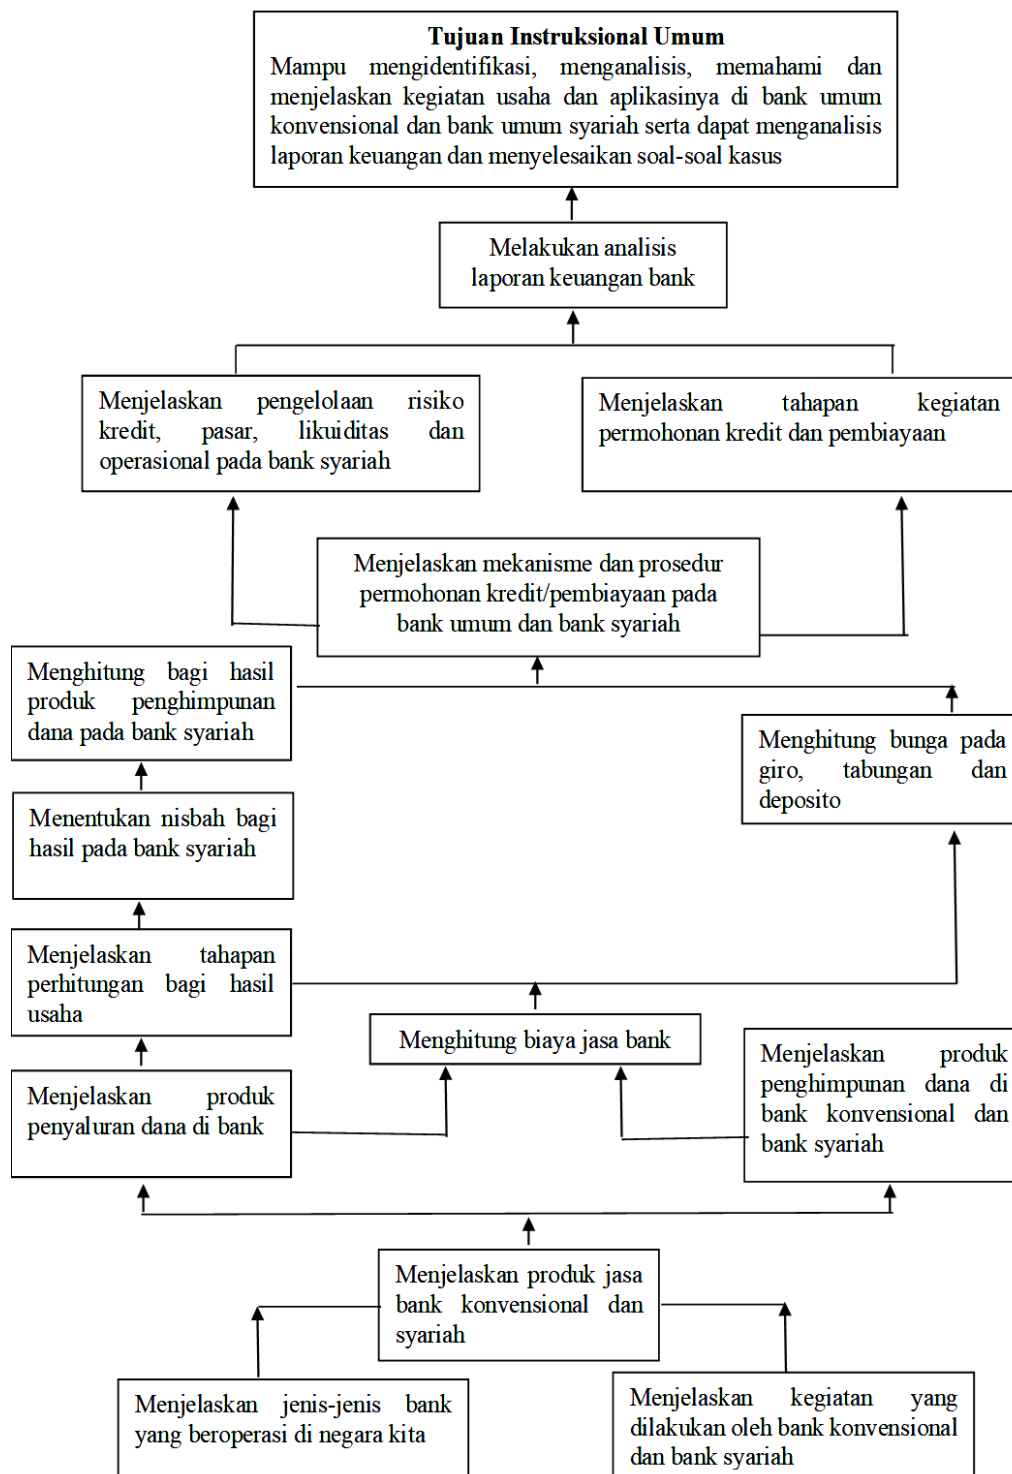 Tujuan Instruksional Umum
Mampu mengidentifikasi, menganalisis, memahami dan
menjelaskan kegiatan usaha dan aplikasinya di bank umum
konvensional dan bank umum syariah serta dapat menganalisis
laporan keuangan dan menyelesaikan soal-soal kasus
Melakukan analisis
laporan keuangan bank
Menjelaskan pengelolaan risiko
kredit, pasar, likuiditas dan
operasional pada bank syariah
Menjelaskan tahapan kegiatan
permohonan kredit dan pembiayaan
Menjelaskan mekanisme dan prosedur
permohonan kredit/pembiayaan pada
bank umum dan bank syariah
Menghitung bagi hasil
produk penghimpunan
dana pada bank syariah
Menghitung bunga pada
giro, tabungan dan
deposito
Menentukan nisbah bagi
hasil pada bank syariah
Menjelaskan tahapan
perhitungan bagi hasil
usaha
Menghitung biaya jasa bank
Menjelaskan produk
penghimpunan dana di
bank konvensional dan
bank syariah
Menjelaskan produk
penyaluran dana di bank
Menjelaskan produk jasa
bank konvensional dan
syariah
Menjelaskan jenis-jenis bank
yang beroperasi di negara kita
Menjelaskan kegiatan yang
dilakukan oleh bank konvensional
dan bank syariah